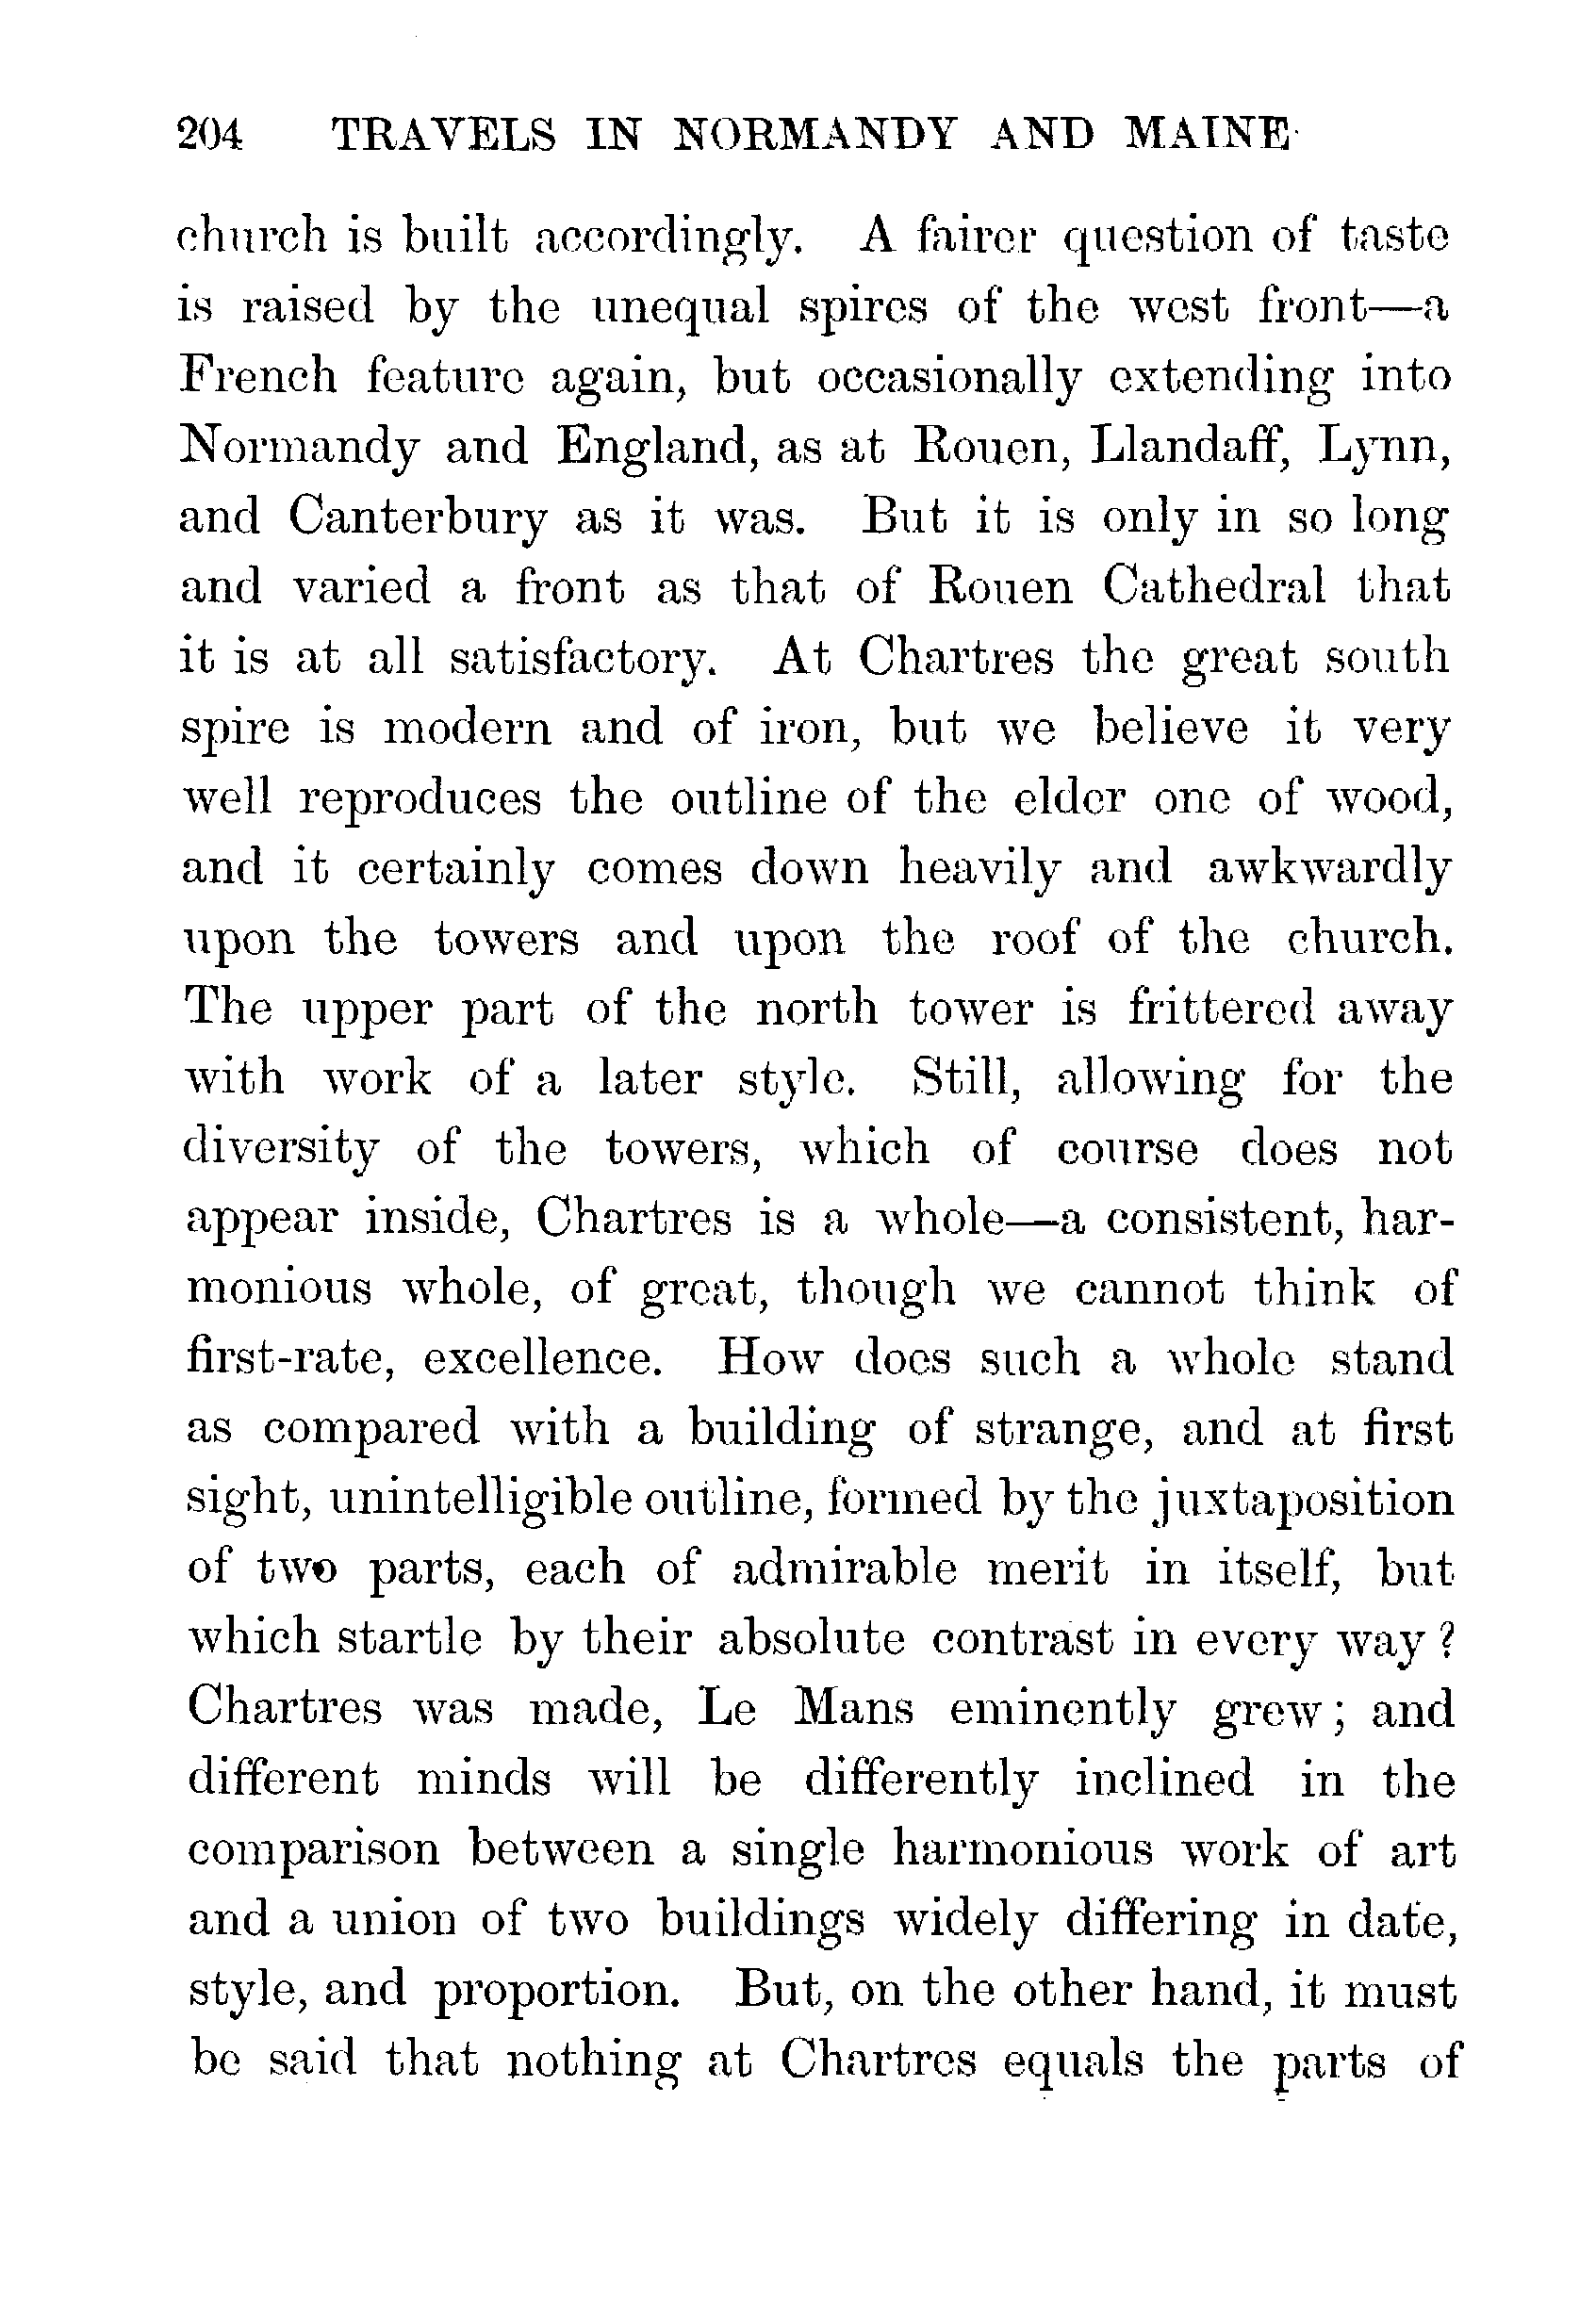 204 TRAVELS IN NORMANDY AND MAINE
church is built accordingly. A fairer question of taste
is raised by the unequal spires of the west front—a
French feature again, but occasionally extending into
Normandy and England, as at Rouen, Llandaff, Lynn,
and Canterbury as it was. But it is only in so long
and varied a front as that of Rouen Cathedral that
it is at all satisfactory. At Chartres the great south
spire is modern and of iron, but we believe it very
well reproduces the outline of the elder one of wood,
and it certainly comes down heavily and awkwardly
upon the towers and upon the roof of the church.
The upper part of the north tower is frittered away
with work of a later style. Still, allowing for the
diversity of the towers, which of course does not
appear inside, Chartres is a whole—a consistent, har-
monious whole, of great, though we cannot think of
first-rate, excellence. How does such a whole stand
as compared with a building of strange, and at first
sight, unintelligible outline, formed by the juxtaposition
of two parts, each of admirable merit in itself, but
which startle by their absolute contrast in every way?
Chartres was made, Le Mans eminently grew; and
different minds will be differently inclined in the
comparison between a single harmonious work of art
and a union of two buildings widely differing in date,
style, and proportion. But, on the other hand, it must
be said that nothing at Chartres equals the parts of